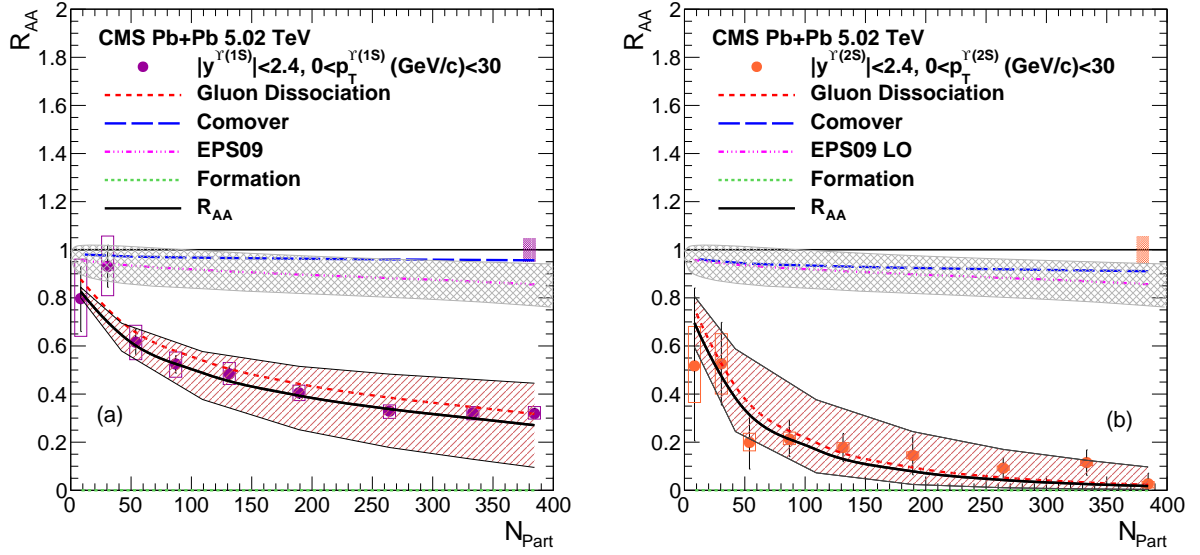 R_AA
2
1.8
1.6
1.4
1.2
1
0.8
0.6
0.4
0.2
0
CMS Pb+Pb 5.02 TeV
|y^ϒ(1S)|<2.4, 0<p_T^ϒ(1S) (GeV/c)<30
Gluon Dissociation
Comover
EPS09
Formation
R_AA
(a)
0 50 100 150 200 250 300 350 400
N_Part
R_AA
2
1.8
1.6
1.4
1.2
1
0.8
0.6
0.4
0.2
0
CMS Pb+Pb 5.02 TeV
|y^ϒ(2S)|<2.4, 0<p_T^ϒ(2S) (GeV/c)<30
Gluon Dissociation
Comover
EPS09 LO
Formation
R_AA
(b)
0 50 100 150 200 250 300 350 400
N_Part